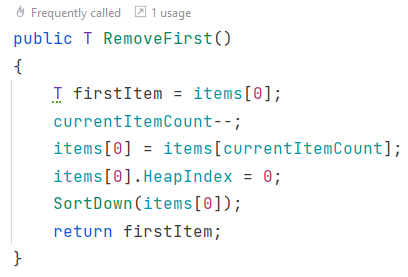 Frequently called 1 usage
public T RemoveFirst()
{
    T firstItem = items[0];
    currentItemCount--;
    items[0] = items[currentItemCount];
    items[0].HeapIndex = 0;
    SortDown(items[0]);
    return firstItem;
}